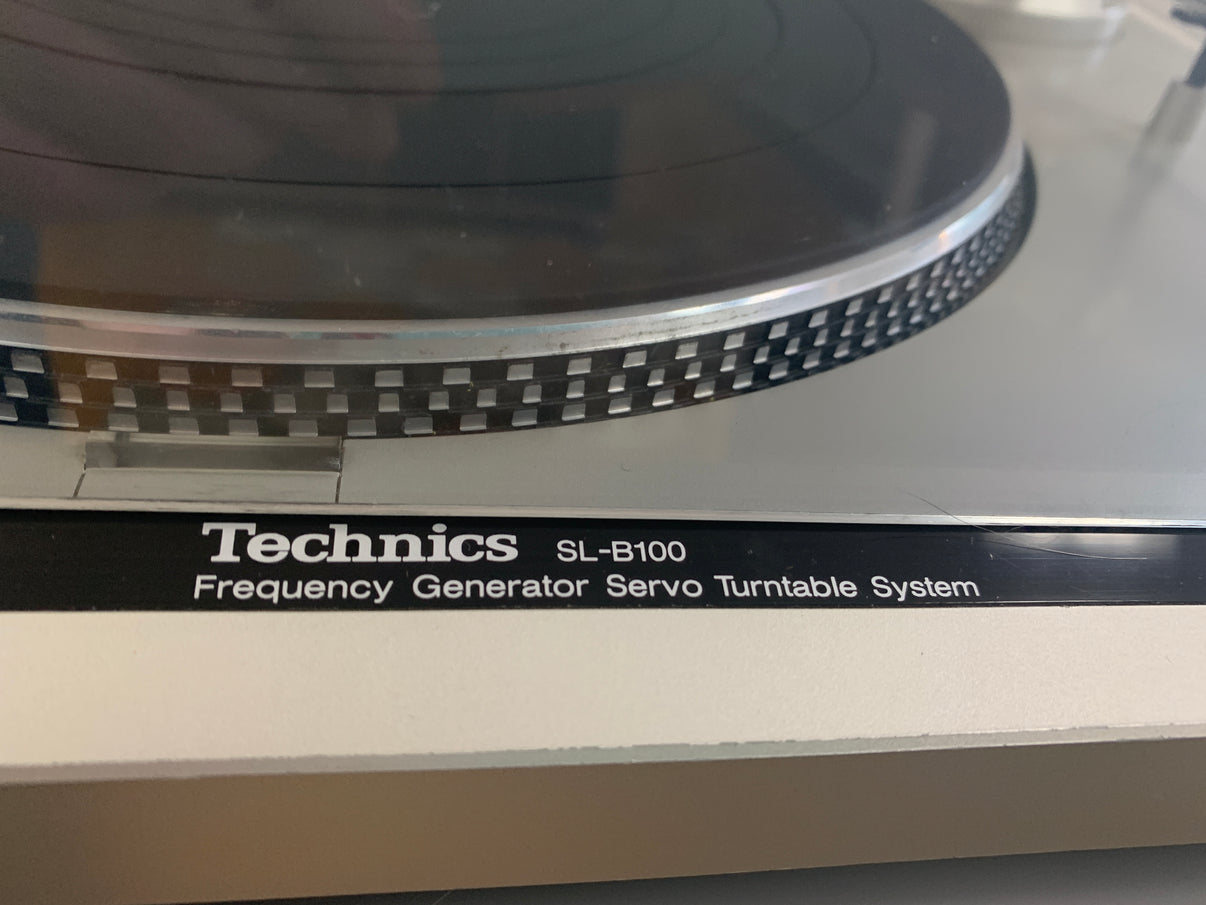 Technics SL-B100
Frequency Generator Servo Turntable System